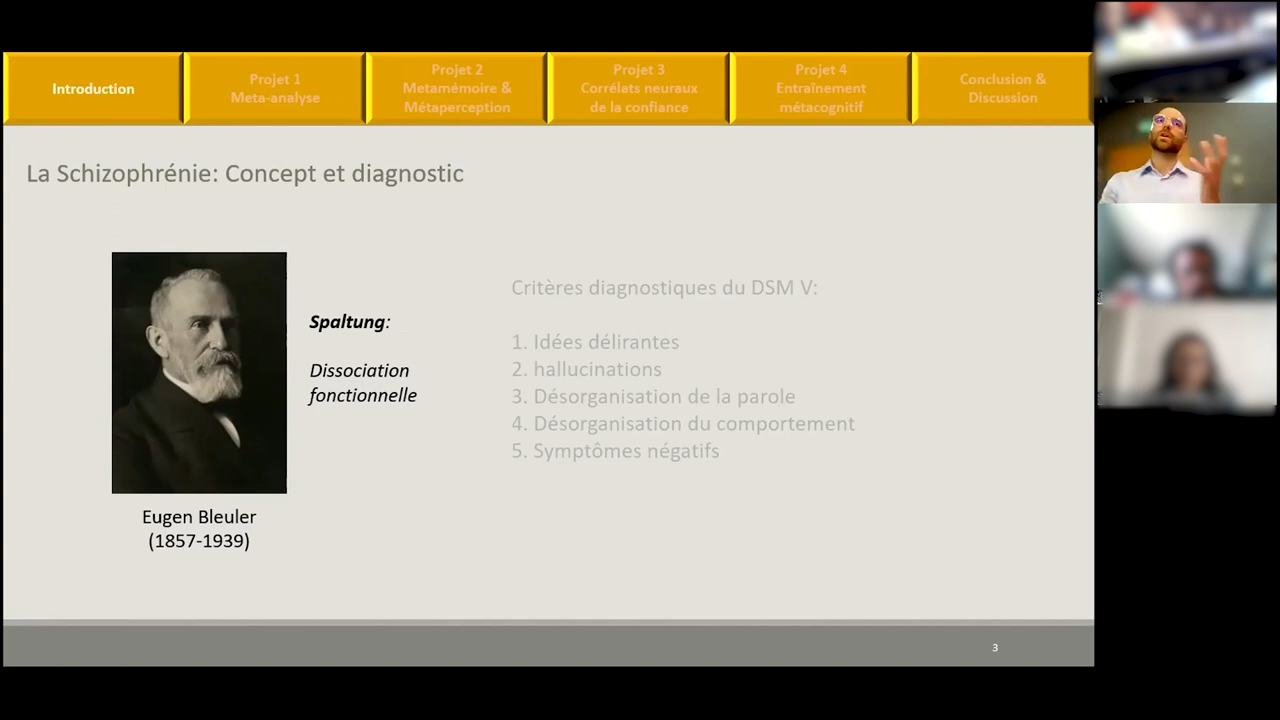 Introduction
Projet 1
Meta-analyse
Projet 2
Metamémoire &
Métaperception
Projet 3
Corrélats neuraux
de la confiance
Projet 4
Entraînement
métacognitif
Conclusion &
Discussion
La Schizophrénie: Concept et diagnostic
Spaltung:
Dissociation
fonctionnelle
Eugen Bleuler
(1857-1939)
Critères diagnostiques du DSM V:
1. Idées délirantes
2. hallucinations
3. Désorganisation de la parole
4. Désorganisation du comportement
5. Symptômes négatifs
3